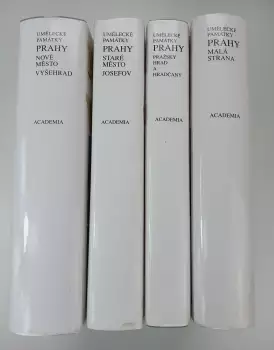 UMĚLECKÉ
PAMÁTKY
PRAHY
NOVÉ
MĚSTO
VYŠEHRAD
ACADEMIA
UMĚLECKÉ
PAMÁTKY
PRAHY
STARÉ
MĚSTO
JOSEFOV
ACADEMIA
UMĚLECKÉ
PAMÁTKY
PRAHY
PRAŽSKÝ
HRAD
A
HRADČANY
ACADEMIA
UMĚLECKÉ
PAMÁTKY
PRAHY
MALÁ
STRANA
ACADEMIA